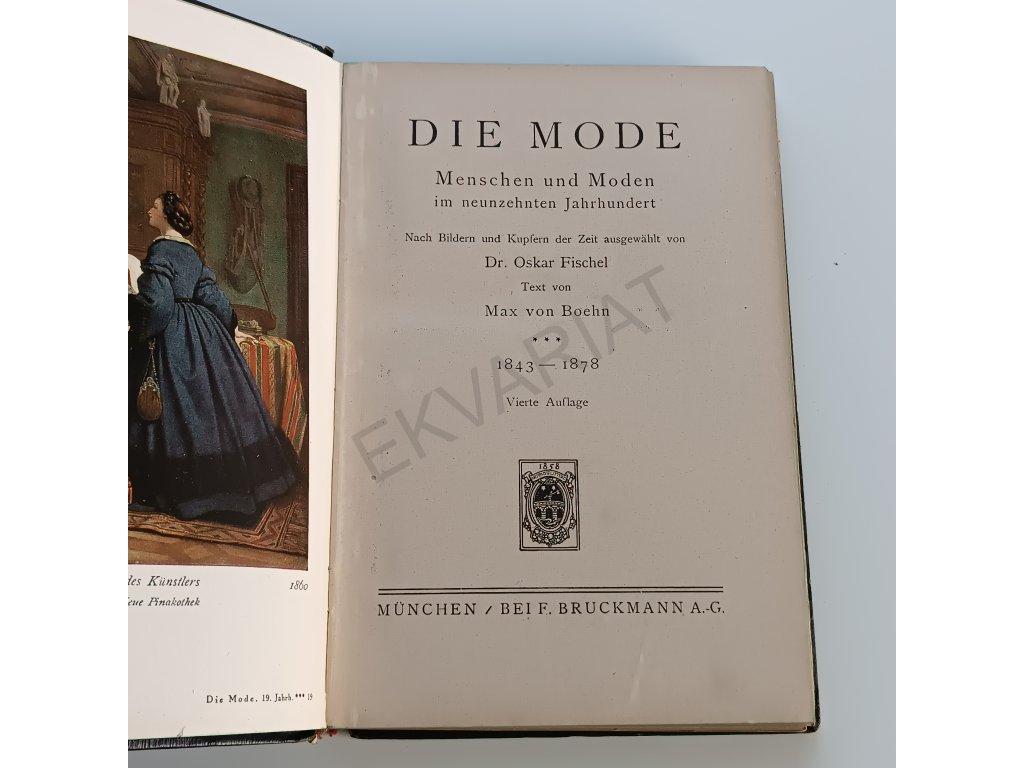 des Künstlers
1860
Neue Pinakothek
Die Mode. 19. Jahrh. *** 19
DIE MODE
Menschen und Moden
im neunzehnten Jahrhundert
Nach Bildern und Kupfern der Zeit ausgewählt von
Dr. Oskar Fischel
Text von
Max von Boehn
***
1843 — 1878
Vierte Auflage
1858
MÜNCHEN / BEI F. BRUCKMANN A.-G.
EKVARIAT